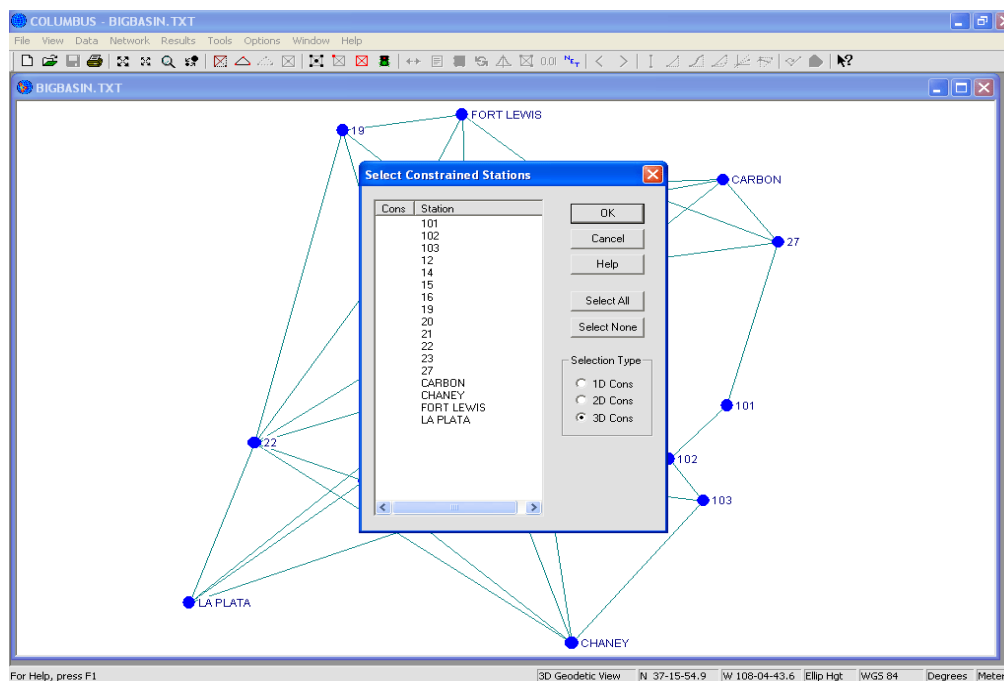 COLUMBUS - BIGBASIN.TXT
File View Data Network Results Tools Options Window Help
0.01 NET
BIGBASIN.TXT
FORT LEWIS
19
CARBON
27
Select Constrained Stations
Cons Station
101
102
103
12
14
15
16
19
20
21
22
23
27
CARBON
CHANEY
FORT LEWIS
LA PLATA
OK
Cancel
Help
Select All
Select None
Selection Type
1D Cons
2D Cons
3D Cons
101
22
102
103
LA PLATA
CHANEY
For Help, press F1 3D Geodetic View N 37-15-54.9 W 108-04-43.6 Ellip Hgt WGS 84 Degrees Meter